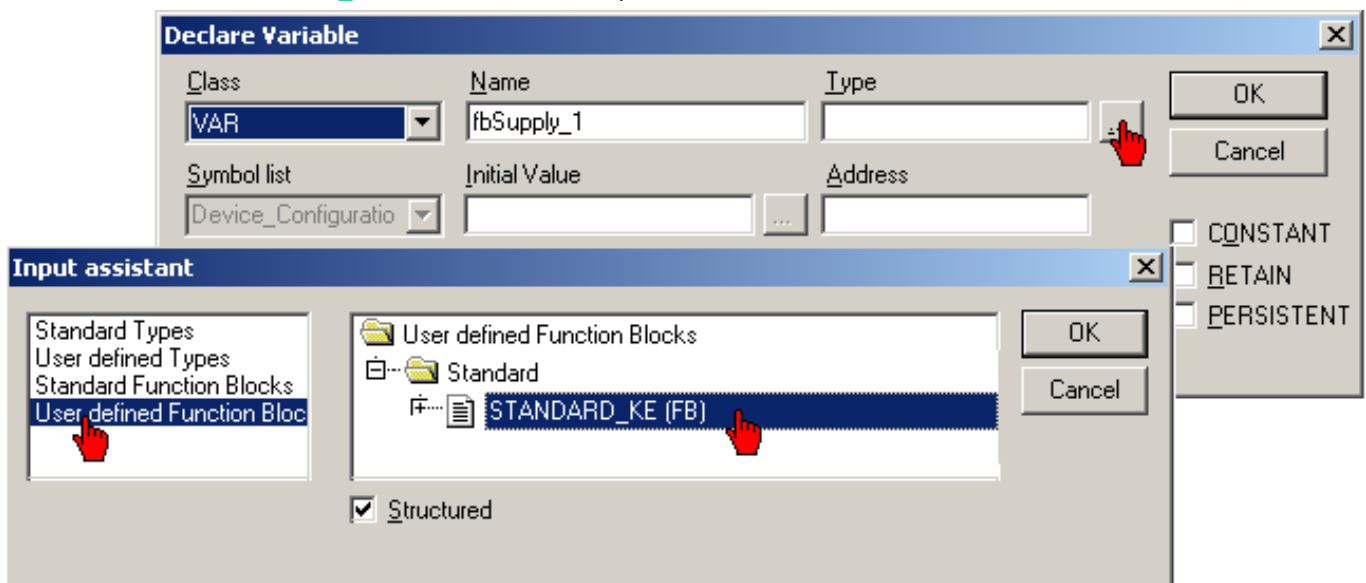 Declare Variable
Class Name Type
VAR fbSupply_1 ... OK
Cancel
Symbol list Initial Value Address
Device_Configuratio ...
CONSTANT
RETAIN
PERSISTENT
Input assistant
Standard Types
User defined Types
Standard Function Blocks
User defined Function Bloc
User defined Function Blocks
Standard
STANDARD_KE (FB)
OK
Cancel
Structured